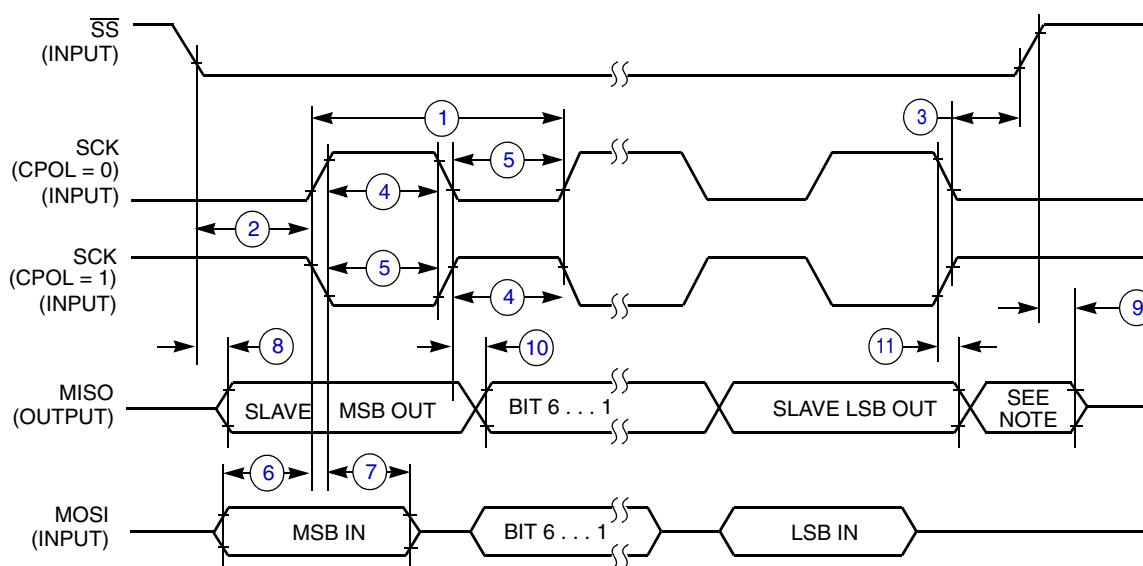 SS
(INPUT)
1
3
SCK
(CPOL = 0)
(INPUT)
5
4
2
SCK
(CPOL = 1)
(INPUT)
5
4
9
8
10
11
MISO
(OUTPUT)
SLAVE
MSB OUT
BIT 6 . . . 1
SLAVE LSB OUT
SEE
NOTE
6
7
MOSI
(INPUT)
MSB IN
BIT 6 . . . 1
LSB IN